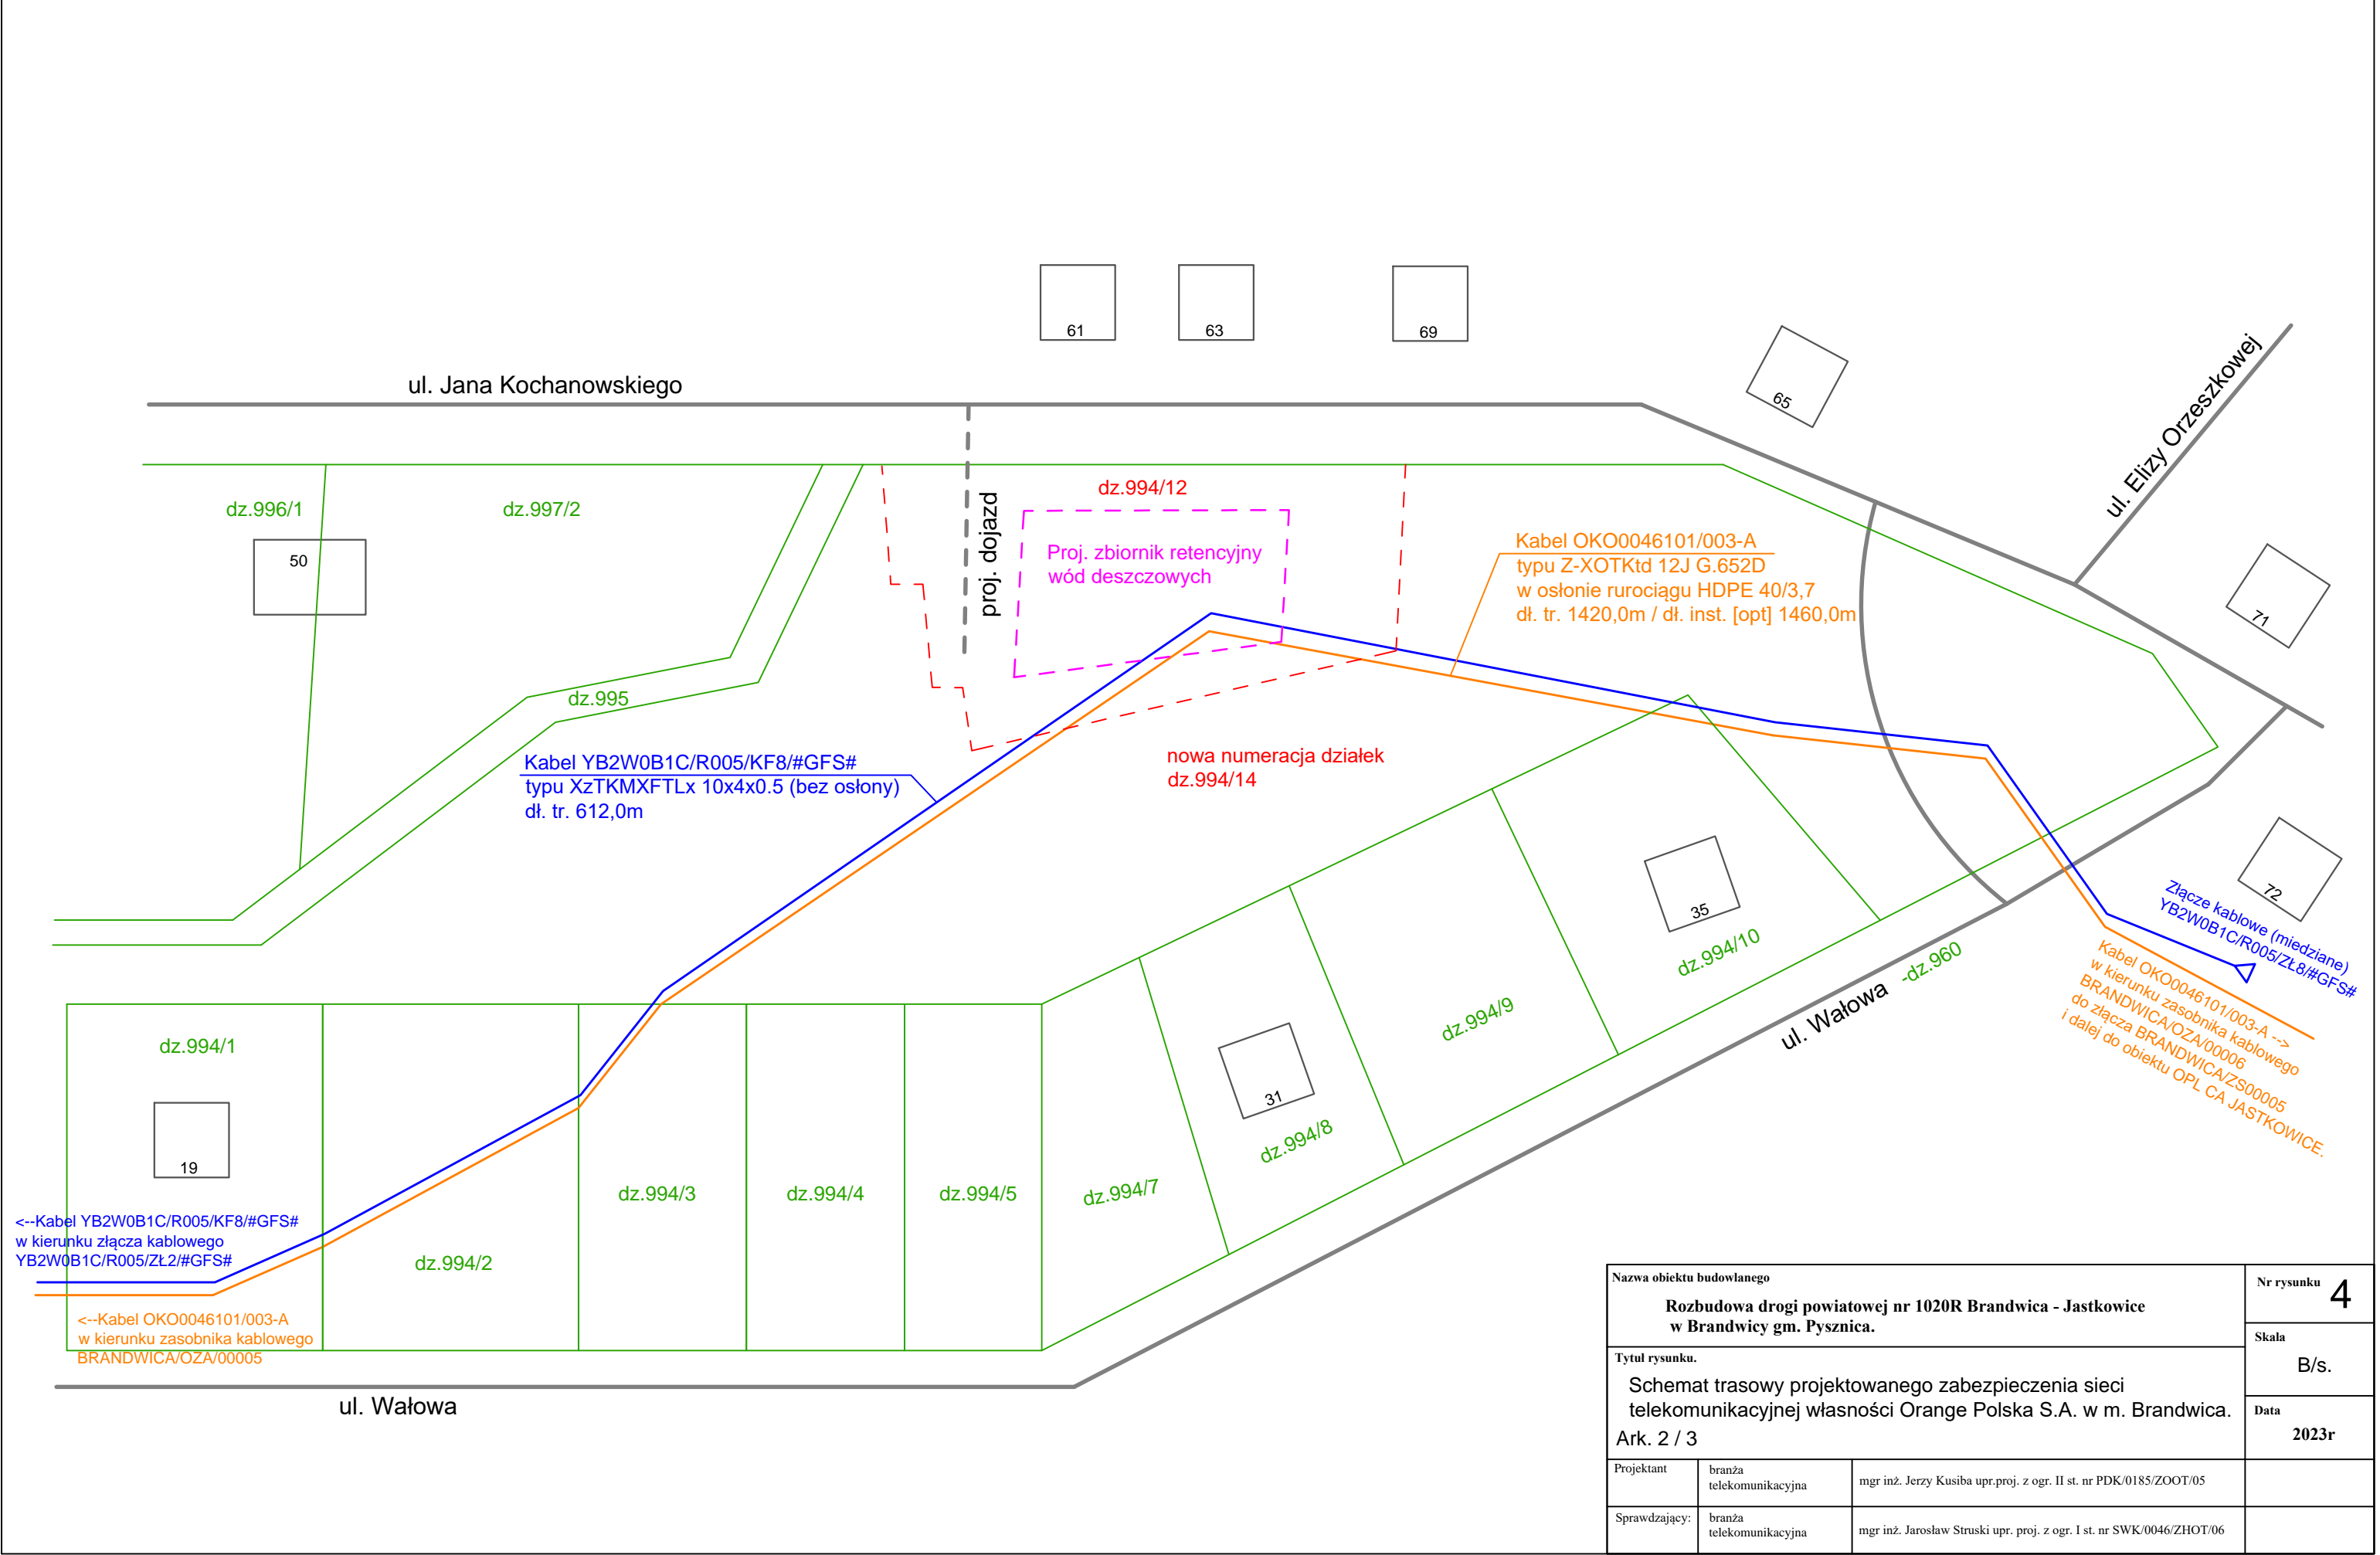 61
63
69
65
ul. Jana Kochanowskiego
ul. Elizy Orzeszkowej
dz.996/1
dz.997/2
50
proj. dojazd
dz.994/12
Proj. zbiornik retencyjny
wód deszczowych
Kabel OKO0046101/003-A
typu Z-XOTKtd 12J G.652D
w osłonie rurociągu HDPE 40/3,7
dł. tr. 1420,0m / dł. inst. [opt] 1460,0m
71
dz.995
Kabel YB2W0B1C/R005/KF8/#GFS#
typu XzTKMXFTLx 10x4x0.5 (bez osłony)
dł. tr. 612,0m
nowa numeracja działek
dz.994/14
72
35
dz.994/10
Złącze kablowe (miedziane)
YB2W0B1C/R005/ZŁ8/#GFS#
Kabel OKO0046101/003-A -->
w kierunku zasobnika kablowego
BRANDWICA/OZA/00006
do złącza BRANDWICA/ZS00005
i dalej do obiektu OPL CA JASTKOWICE.
ul. Wałowa
-dz.960
dz.994/9
31
dz.994/8
dz.994/1
19
dz.994/2
dz.994/3
dz.994/4
dz.994/5
dz.994/7
<--Kabel YB2W0B1C/R005/KF8/#GFS#
w kierunku złącza kablowego
YB2W0B1C/R005/ZŁ2/#GFS#
<--Kabel OKO0046101/003-A
w kierunku zasobnika kablowego
BRANDWICA/OZA/00005
ul. Wałowa
Nazwa obiektu budowlanego
Rozbudowa drogi powiatowej nr 1020R Brandwica - Jastkowice
w Brandwicy gm. Pysznica.
Nr rysunku 4
Tytuł rysunku.
Schemat trasowy projektowanego zabezpieczenia sieci
telekomunikacyjnej własności Orange Polska S.A. w m. Brandwica.
Ark. 2 / 3
Skala
B/s.
Data
2023r
Projektant
branża
telekomunikacyjna
mgr inż. Jerzy Kusiba upr.proj. z ogr. II st. nr PDK/0185/ZOOT/05
Sprawdzający:
branża
telekomunikacyjna
mgr inż. Jarosław Struski upr. proj. z ogr. I st. nr SWK/0046/ZHOT/06